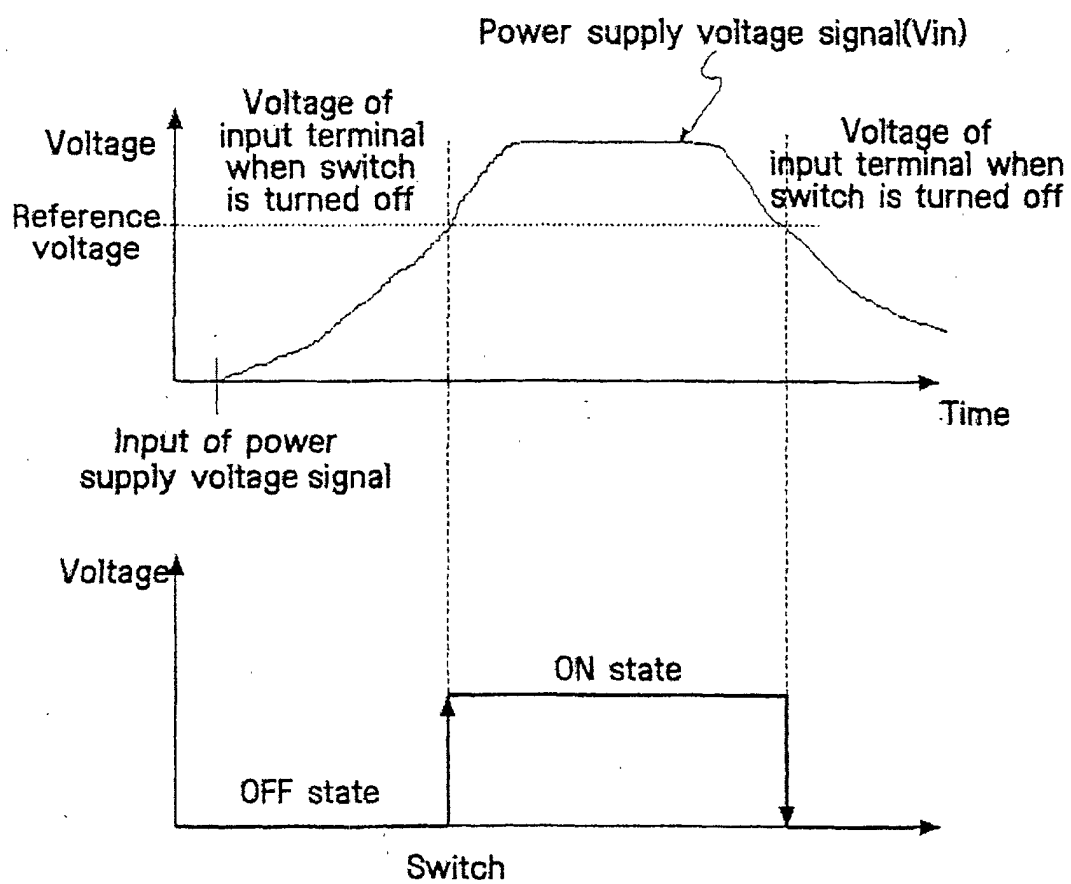 Power supply voltage signal(Vin)
Voltage of
input terminal
when switch
is turned off
Voltage
Voltage of
input terminal when
switch is turned off
Reference
voltage
Time
Input of power
supply voltage signal
Voltage
ON state
OFF state
Switch